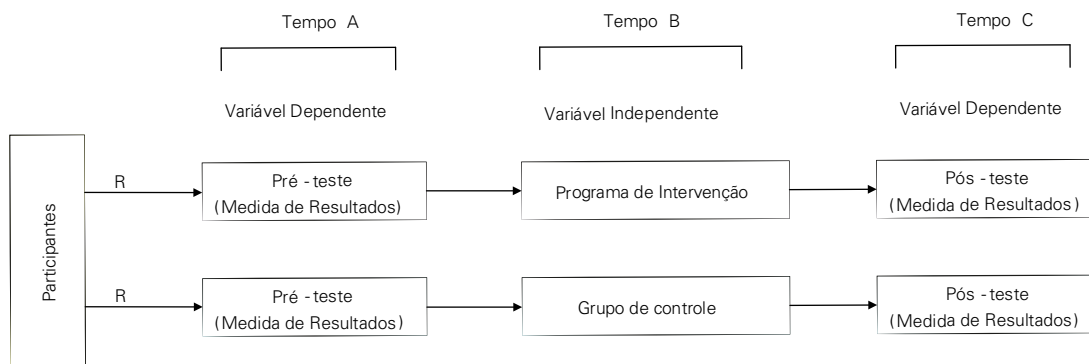 Tempo A
Tempo B
Tempo C
Variável Dependente
Variável Independente
Variável Dependente
Participantes
R
Pré - teste
(Medida de Resultados)
Programa de Intervenção
Pós - teste
(Medida de Resultados)
R
Pré - teste
(Medida de Resultados)
Grupo de controle
Pós - teste
(Medida de Resultados)